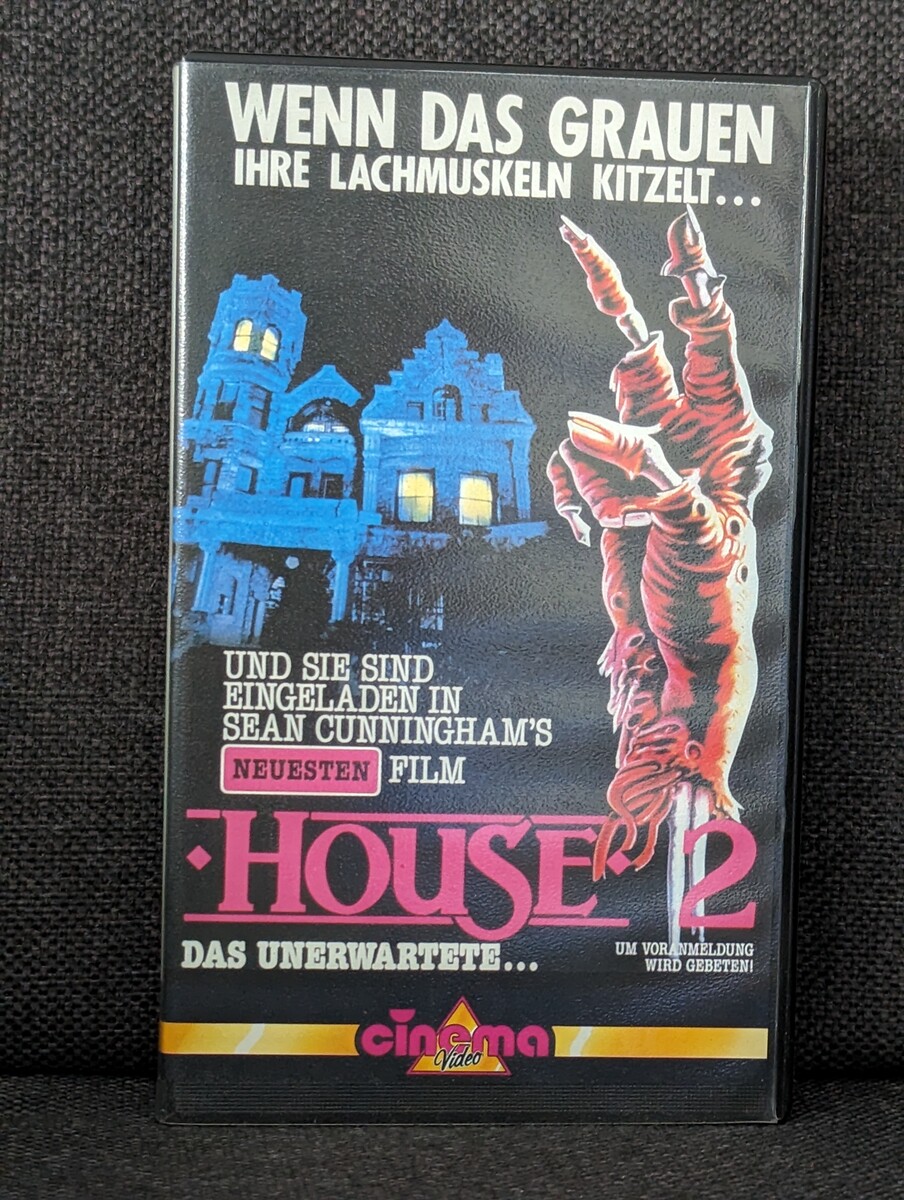 WENN DAS GRAUEN
IHRE LACHMUSKELN KITZELT...
UND SIE SIND
EINGELADEN IN
SEAN CUNNINGHAM'S
NEUESTEN FILM
HOUSE 2
DAS UNERWARTETE...
UM VORANMELDUNG
WIRD GEBETEN!
cinema
Video